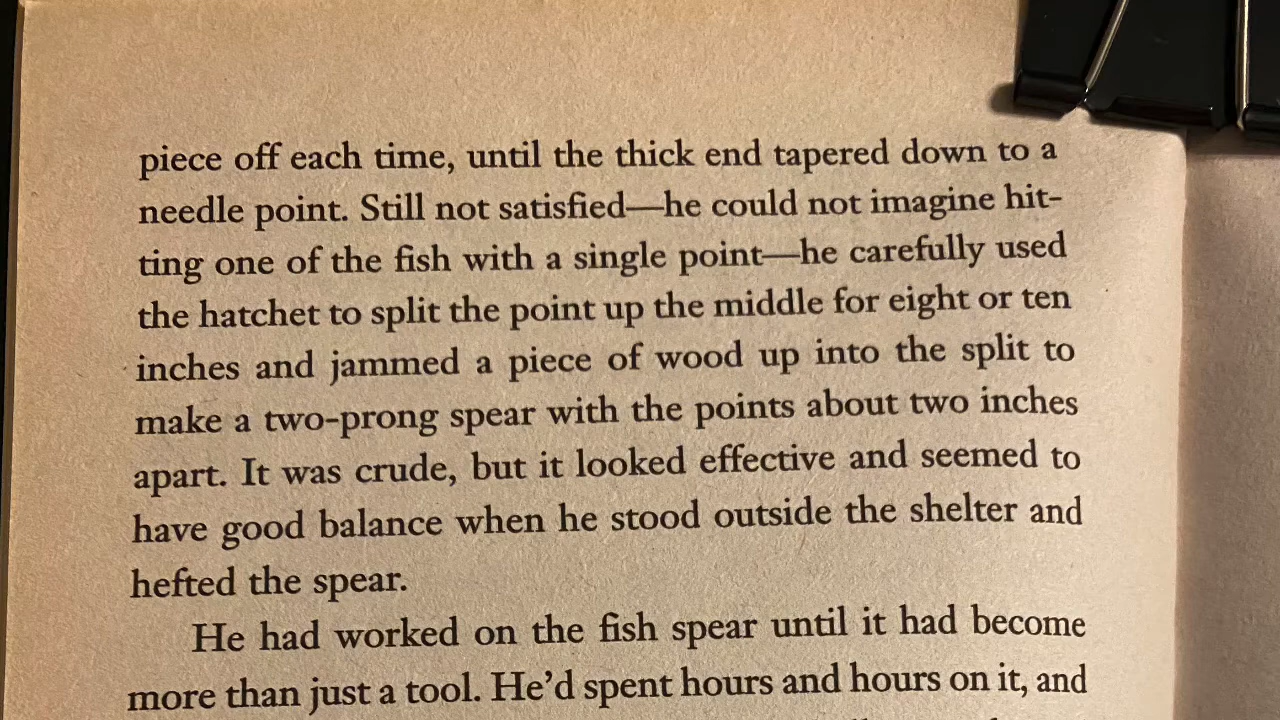 piece off each time, until the thick end tapered down to a
needle point. Still not satisfied—he could not imagine hit-
ting one of the fish with a single point—he carefully used
the hatchet to split the point up the middle for eight or ten
inches and jammed a piece of wood up into the split to
make a two-prong spear with the points about two inches
apart. It was crude, but it looked effective and seemed to
have good balance when he stood outside the shelter and
hefted the spear.
He had worked on the fish spear until it had become
more than just a tool. He’d spent hours and hours on it, and